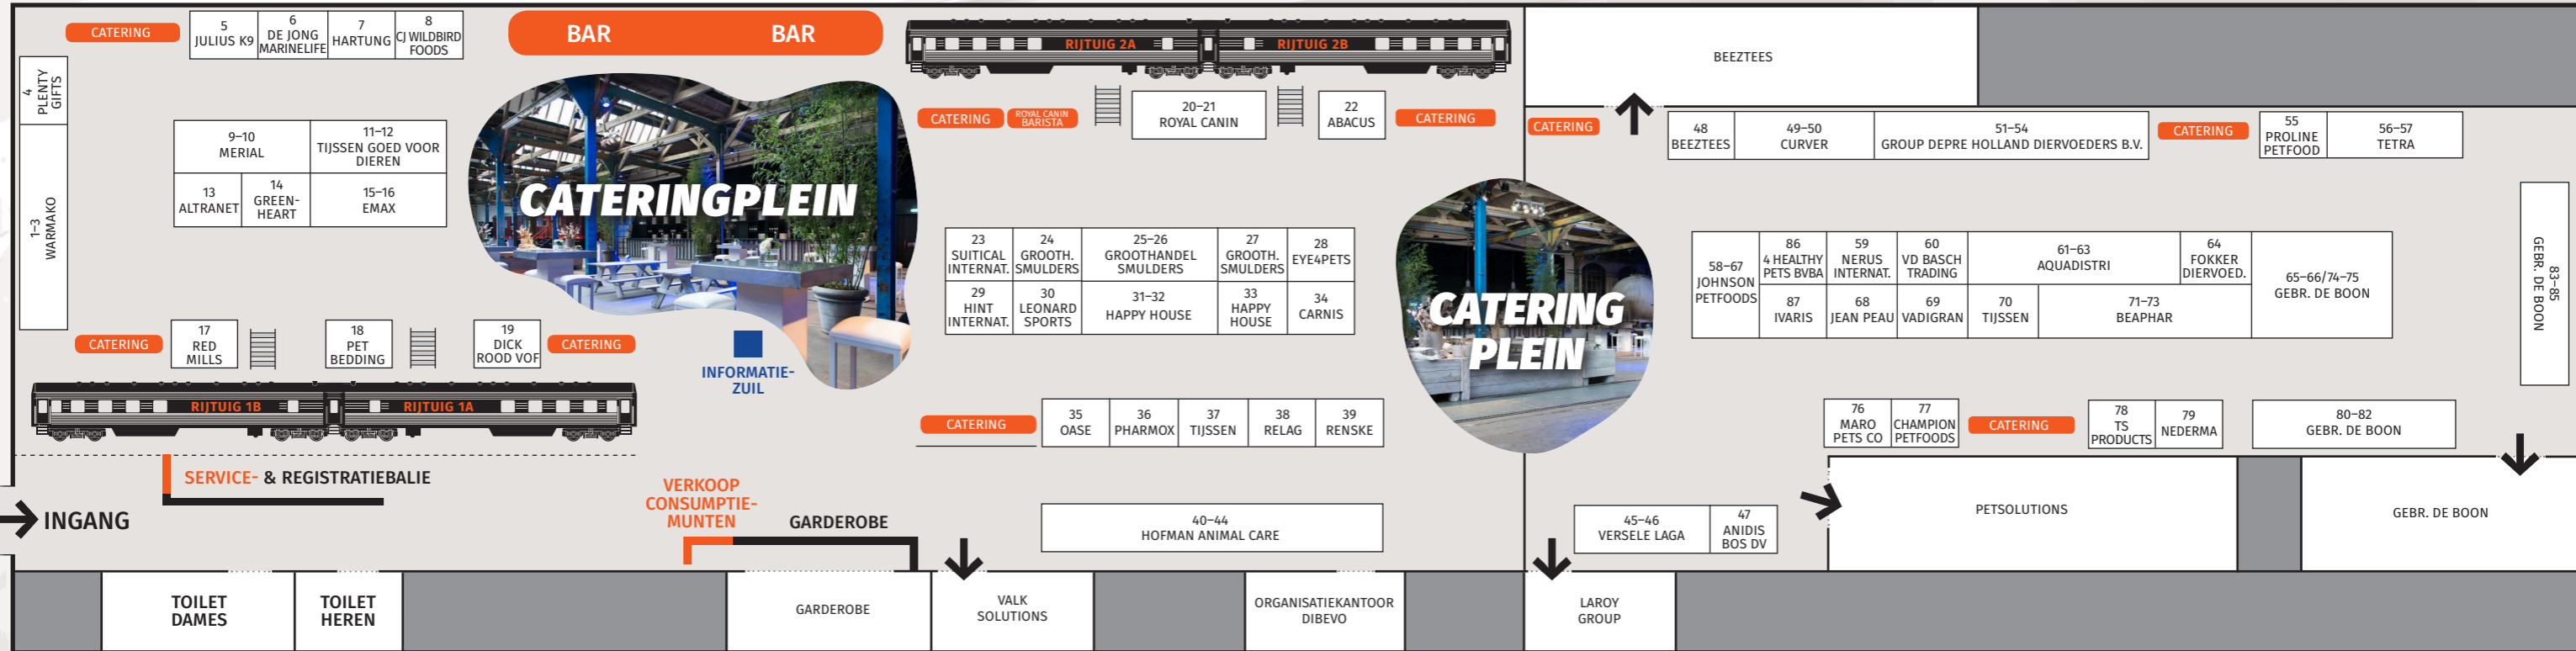 CATERING
5
JULIUS K9
6
DE JONG
MARINELIFE
7
HARTUNG
8
CJ WILDBIRD
FOODS
BAR
BAR
RIJTUIG 2A
RIJTUIG 2B
BEEZTEES
4
PLENTY
GIFTS
1–3
WARMAKO
9–10
MERIAL
11–12
TIJSSEN GOED VOOR
DIEREN
13
ALTRANET
14
GREEN-
HEART
15–16
EMAX
CATERINGPLEIN
CATERING
ROYAL CANIN
BARISTA
20–21
ROYAL CANIN
22
ABACUS
CATERING
CATERING
48
BEEZTEES
49–50
CURVER
51–54
GROUP DEPRE HOLLAND DIERVOEDERS B.V.
CATERING
55
PROLINE
PETFOOD
56–57
TETRA
23
SUITICAL
INTERNAT.
24
GROOTH.
SMULDERS
25–26
GROOTHANDEL
SMULDERS
27
GROOTH.
SMULDERS
28
EYE4PETS
29
HINT
INTERNAT.
30
LEONARD
SPORTS
31–32
HAPPY HOUSE
33
HAPPY
HOUSE
34
CARNIS
CATERING
PLEIN
58–67
JOHNSON
PETFOODS
86
4 HEALTHY
PETS BVBA
59
NERUS
INTERNAT.
60
VD BASCH
TRADING
61–63
AQUADISTRI
64
FOKKER
DIERVOED.
65–66/74–75
GEBR. DE BOON
87
IVARIS
68
JEAN PEAU
69
VADIGRAN
70
TIJSSEN
71–73
BEAPHAR
83–85
GEBR. DE BOON
CATERING
17
RED
MILLS
18
PET
BEDDING
19
DICK
ROOD VOF
CATERING
INFORMATIE-
ZUIL
RIJTUIG 1B
RIJTUIG 1A
CATERING
35
OASE
36
PHARMOX
37
TIJSSEN
38
RELAG
39
RENSKE
76
MARO
PETS CO
77
CHAMPION
PETFOODS
CATERING
78
TS
PRODUCTS
79
NEDERMA
80–82
GEBR. DE BOON
SERVICE- & REGISTRATIEBALIE
INGANG
VERKOOP
CONSUMPTIE-
MUNTEN
GARDEROBE
40–44
HOFMAN ANIMAL CARE
45–46
VERSELE LAGA
47
ANIDIS
BOS DV
PETSOLUTIONS
GEBR. DE BOON
TOILET
DAMES
TOILET
HEREN
GARDEROBE
VALK
SOLUTIONS
ORGANISATIEKANTOOR
DIBEVO
LAROY
GROUP